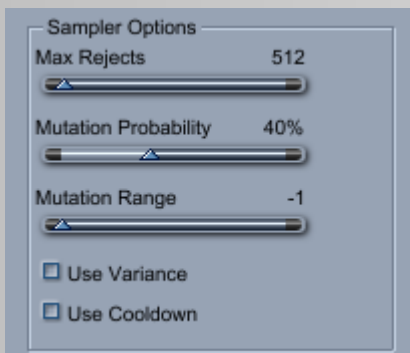 Sampler Options
Max Rejects 512
Mutation Probability 40%
Mutation Range -1
Use Variance
Use Cooldown